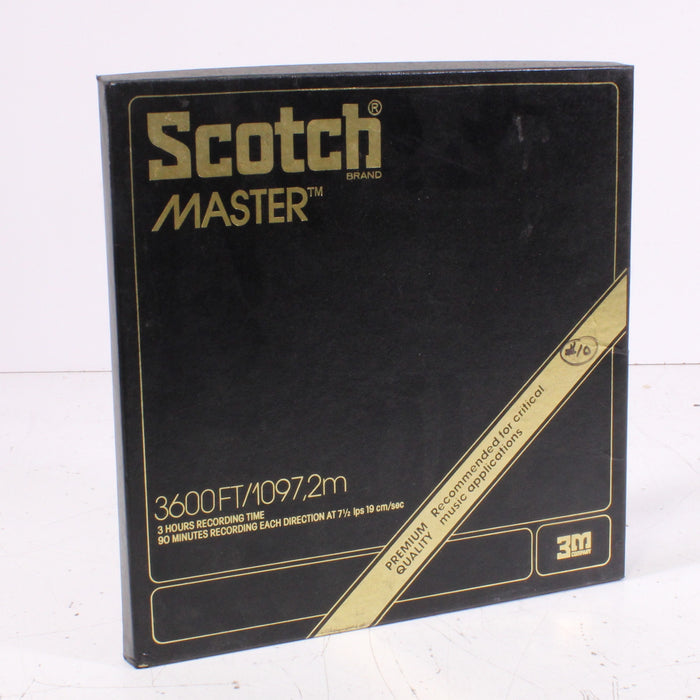 Scotch®
BRAND
MASTER™
3600FT/1097,2m
3 HOURS RECORDING TIME
90 MINUTES RECORDING EACH DIRECTION AT 7½ ips 19 cm/sec
PREMIUM
QUALITY
Recommended for critical
music applications
3M
COMPANY